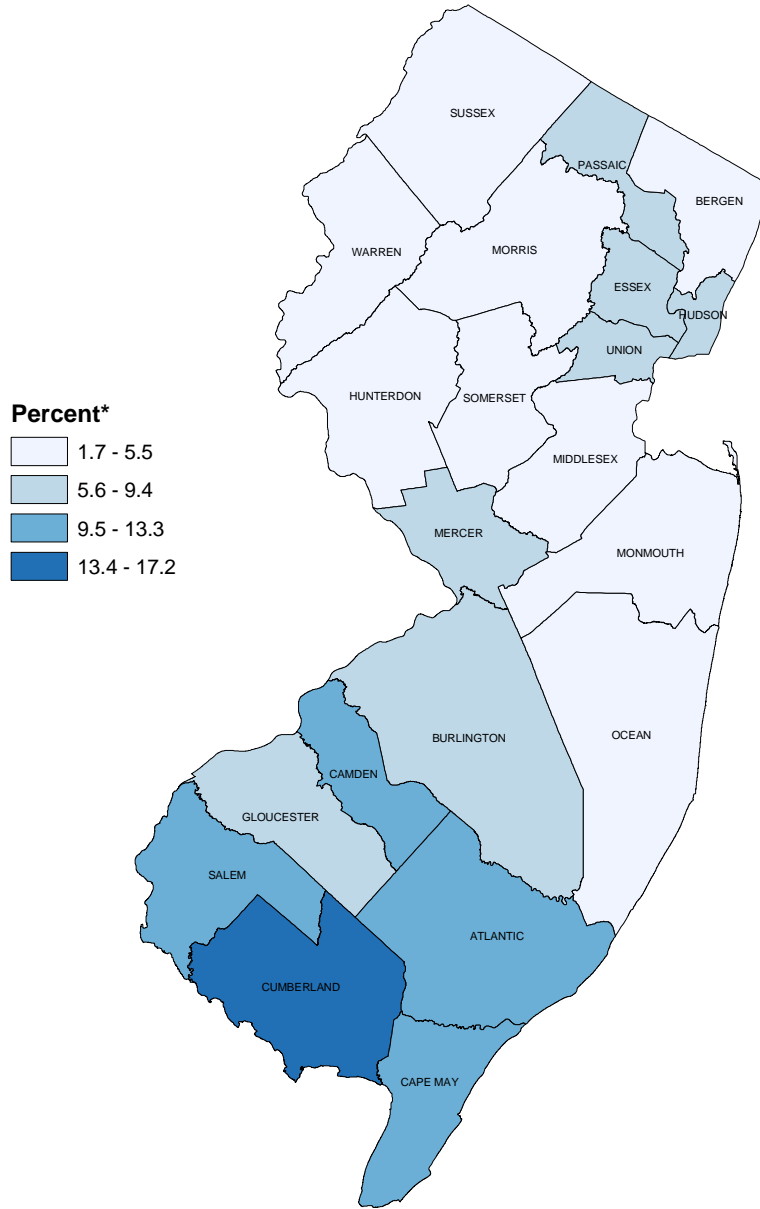 SUSSEX
PASSAIC
BERGEN
WARREN
MORRIS
ESSEX
HUDSON
UNION
HUNTERDON
SOMERSET
Percent*
1.7 - 5.5
5.6 - 9.4
9.5 - 13.3
13.4 - 17.2
MIDDLESEX
MERCER
MONMOUTH
BURLINGTON
OCEAN
CAMDEN
GLOUCESTER
SALEM
ATLANTIC
CUMBERLAND
CAPE MAY